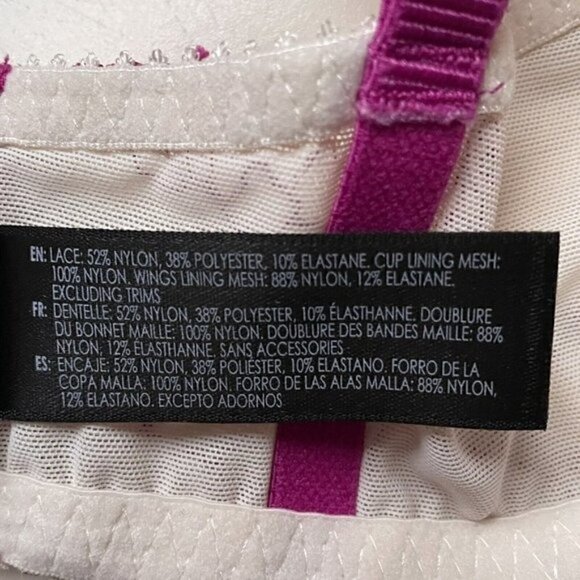 EN: LACE: 52% NYLON, 38% POLYESTER, 10% ELASTANE. CUP LINING MESH:
100% NYLON. WINGS LINING MESH: 88% NYLON, 12% ELASTANE.
EXCLUDING TRIMS
FR: DENTELLE: 52% NYLON, 38% POLYESTER, 10% ÉLASTHANNE. DOUBLURE
DU BONNET MAILLE: 100% NYLON. DOUBLURE DES BANDES MAILLE: 88%
NYLON, 12% ÉLASTHANNE. SANS ACCESSORIES
ES: ENCAJE: 52% NYLON, 38% POLIÉSTER, 10% ELASTANO. FORRO DE LA
COPA MALLA: 100% NYLON, FORRO DE LAS ALAS MALLA: 88% NYLON,
12% ELASTANO. EXCEPTO ADORNOS